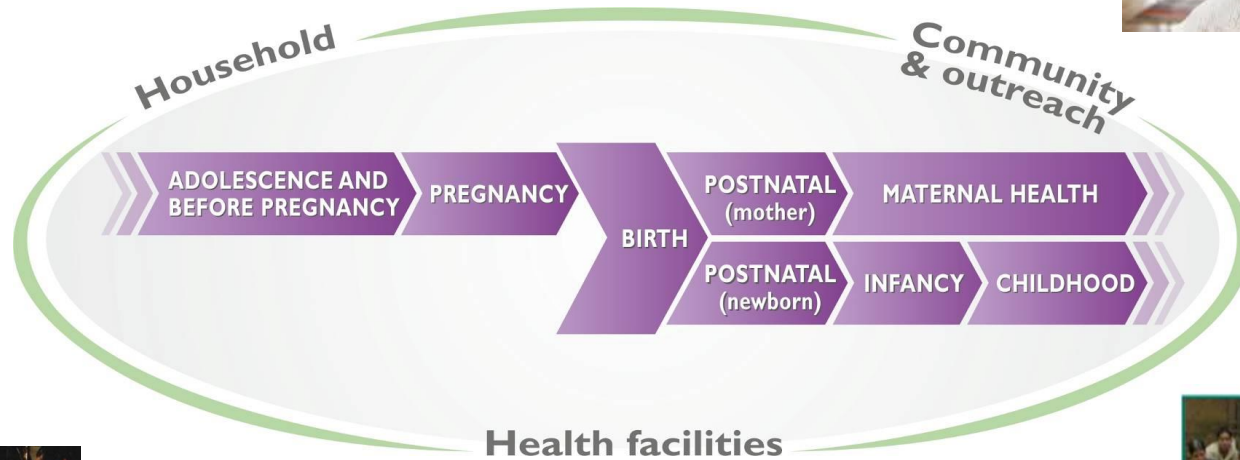 Household
Community
& outreach
ADOLESCENCE AND
BEFORE PREGNANCY
PREGNANCY
BIRTH
POSTNATAL
(mother)
MATERNAL HEALTH
POSTNATAL
(newborn)
INFANCY
CHILDHOOD
Health facilities